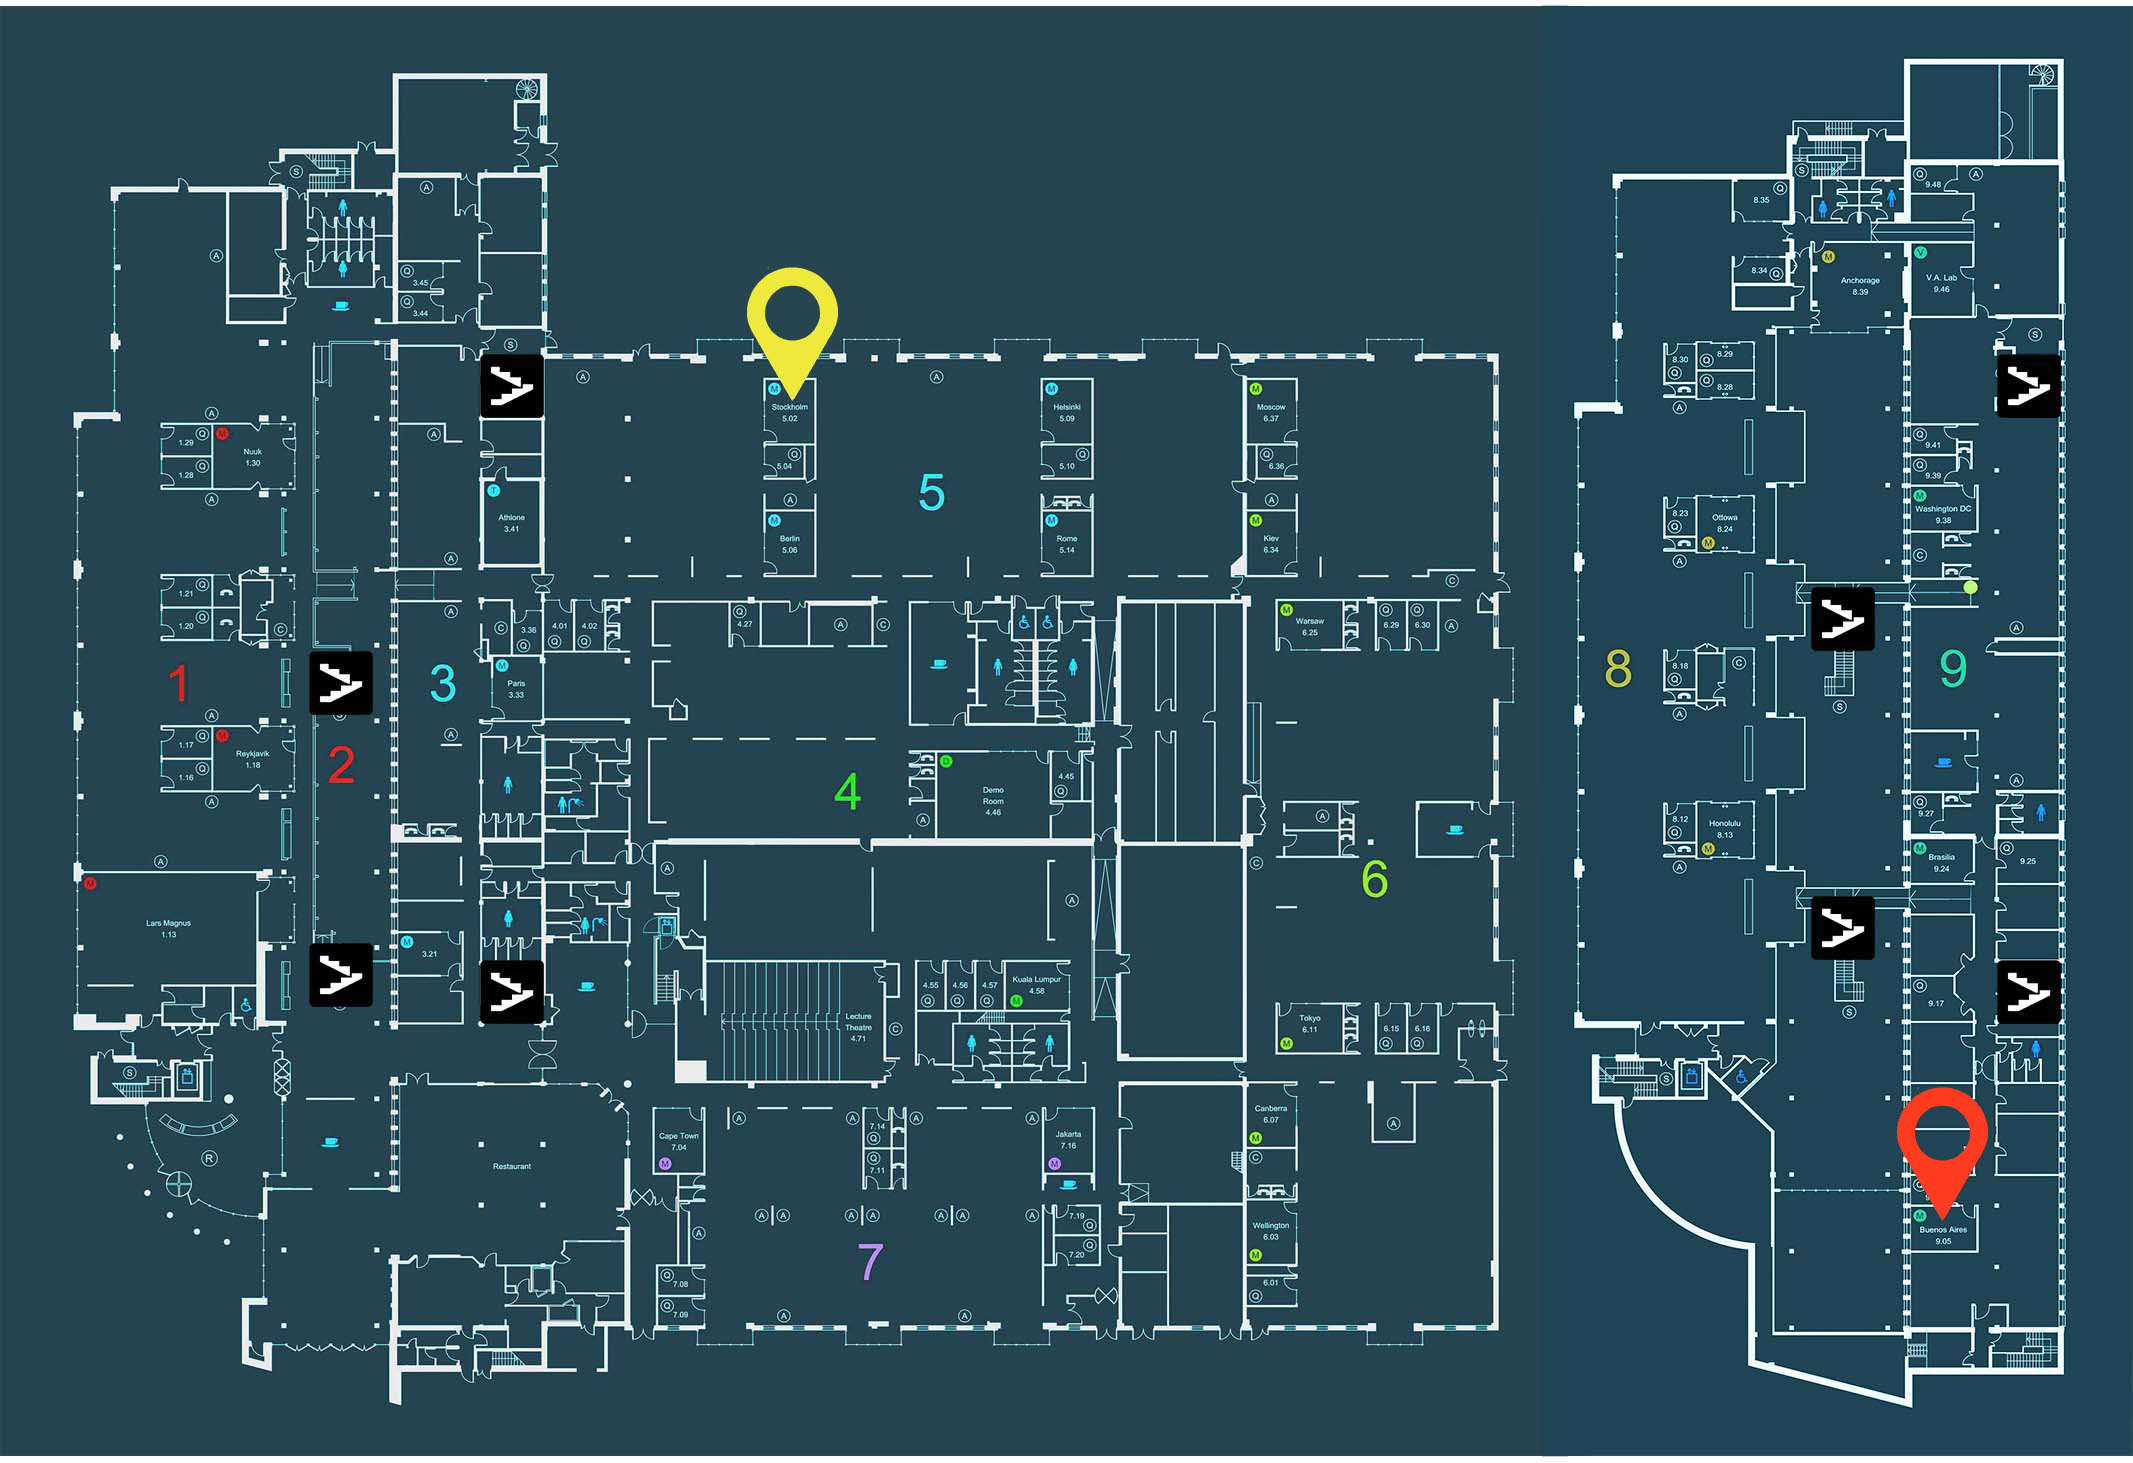 S
A
A
Q
3.45
Q
3.44
S
A
1.29
Q
M
Nuuk
1.30
1.28
Q
A
A
A
T
Athlone
3.41
A
M
Stockholm
5.02
5.04
Q
A
M
Berlin
5.06
A
5
M
Helsinki
5.09
Q
5.10
M
Rome
5.14
M
Moscow
6.37
Q
6.36
A
M
Kiev
6.34
C
1.21
Q
1.20
Q
C
1
A
1.17
Q
M
Reykjavik
1.18
1.16
Q
A
2
A
3
A
C
3.36
Q
4.01
Q
4.02
Q
M
Paris
3.33
Q
4.27
A
C
4
D
Demo
Room
4.46
4.45
Q
A
M
Warsaw
6.25
Q
6.29
Q
6.30
A
A
C
6
A
M
Lars Magnus
1.13
M
3.21
A
A
Lecture
Theatre
4.71
C
4.55
Q
4.56
Q
4.57
Q
Kuala Lumpur
4.58
M
Tokyo
6.11
M
6.15
Q
6.16
Q
S
R
Restaurant
Cape Town
7.04
M
A
A
7.14
Q
7.11
Q
A
Jakarta
7.16
M
A
A
A
A
A
A
A
A
7
7.19
Q
7.20
Q
Q
7.08
Q
7.09
A
A
Canberra
6.07
M
C
Wellington
6.03
M
6.01
Q
A
S
Q
8.35
8.34
Q
M
Anchorage
8.39
Q
9.48
A
V
V.A. Lab
9.46
S
8.30
Q
Q
8.29
Q
8.28
A
8.23
Q
Ottowa
8.24
M
A
8
8.18
Q
C
A
8.12
Q
Honolulu
8.13
M
A
Q
9.41
Q
9.39
M
Washington DC
9.38
C
A
9
S
A
Q
9.27
M
Brasilia
9.24
Q
9.25
S
Q
9.17
S
Q
M
Buenos Aires
9.05